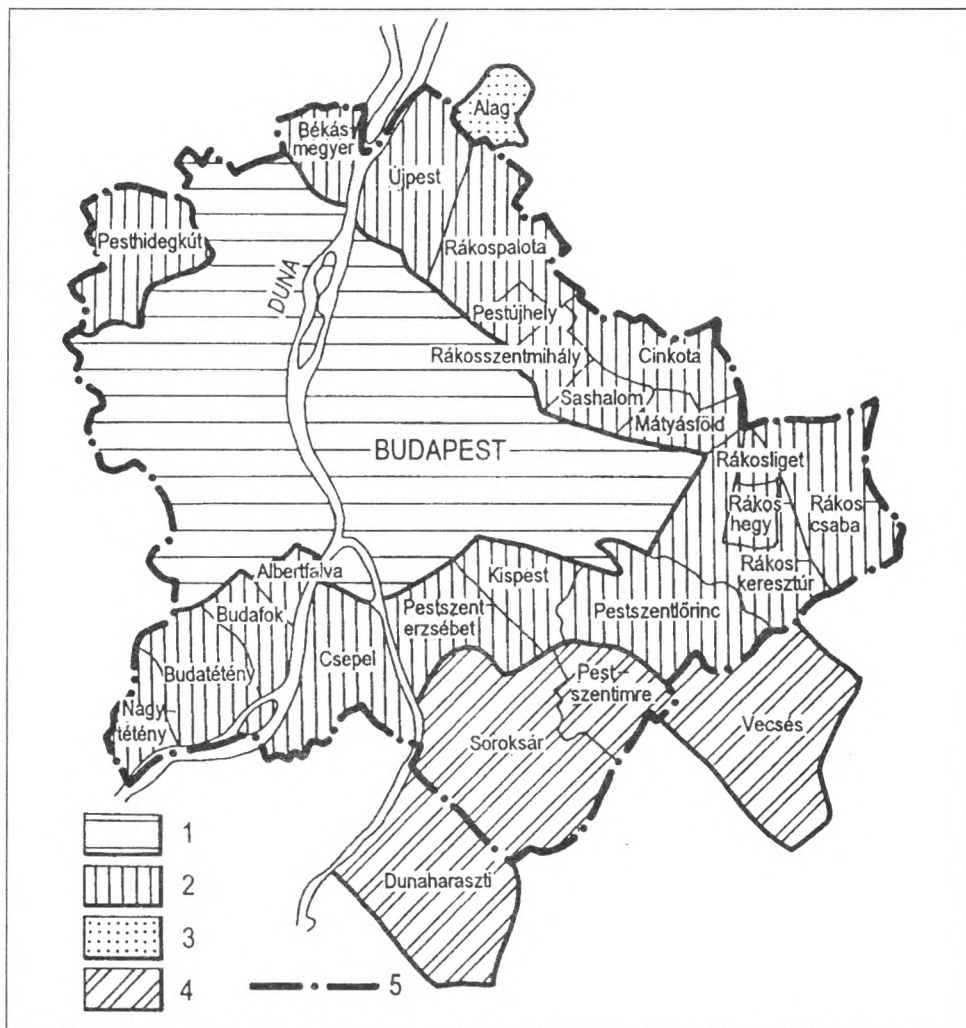 Alag
Békás
megyer
Újpest
Pesthidegkút
Rákospalota
DUNA
Pestújhely
Rákosszentmihály
Cinkota
Sashalom
Mátyásföld
BUDAPEST
Rákosliget
Rákos
hegy
Rákos
csaba
Rákos
keresztúr
Albertfalva
Kispest
Budafok
Pestszent
erzsébet
Pestszentlőrinc
Csepel
Budatétény
Pest
szentimre
Nagy
tétény
Vecsés
Soroksár
Dunaharaszti
1
2
3
4
5